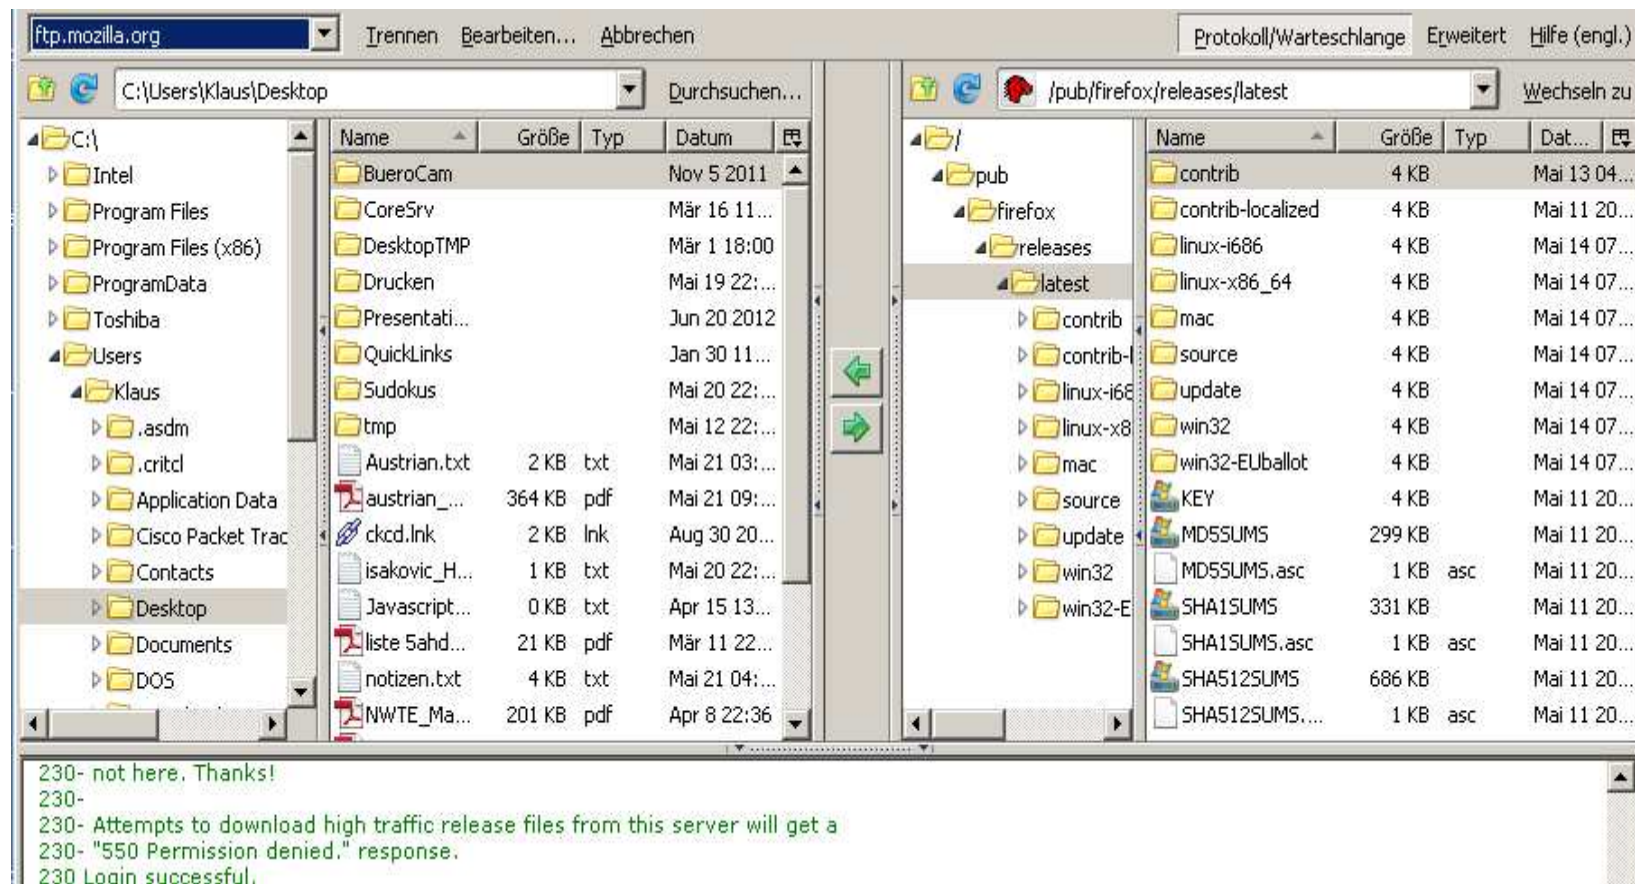 ftp.mozilla.org Trennen Bearbeiten... Abbrechen Protokoll/Warteschlange Erweitert Hilfe (engl.)
C:\Users\Klaus\Desktop Durchsuchen... /pub/firefox/releases/latest Wechseln zu
C:\
Intel
Program Files
Program Files (x86)
ProgramData
Toshiba
Users
Klaus
.asdm
.critcl
Application Data
Cisco Packet Trac
Contacts
Desktop
Documents
DOS
Name Größe Typ Datum
BueroCam Nov 5 2011
CoreSrv Mär 16 11...
DesktopTMP Mär 1 18:00
Drucken Mai 19 22:...
Presentati... Jun 20 2012
QuickLinks Jan 30 11...
Sudokus Mai 20 22:...
tmp Mai 12 22:...
Austrian.txt 2 KB txt Mai 21 03:...
austrian_... 364 KB pdf Mai 21 09:...
ckcd.lnk 2 KB lnk Aug 30 20...
isakovic_H... 1 KB txt Mai 20 22:...
Javascript... 0 KB txt Apr 15 13...
liste 5ahd... 21 KB pdf Mär 11 22...
notizen.txt 4 KB txt Mai 21 04:...
NWTE_Ma... 201 KB pdf Apr 8 22:36
/
pub
firefox
releases
latest
contrib
contrib-l
linux-i68
linux-x8
mac
source
update
win32
win32-E
Name Größe Typ Dat...
contrib 4 KB Mai 13 04...
contrib-localized 4 KB Mai 11 20...
linux-i686 4 KB Mai 14 07...
linux-x86_64 4 KB Mai 14 07...
mac 4 KB Mai 14 07...
source 4 KB Mai 14 07...
update 4 KB Mai 14 07...
win32 4 KB Mai 14 07...
win32-EUballot 4 KB Mai 14 07...
KEY 4 KB Mai 11 20...
MD5SUMS 299 KB Mai 11 20...
MD5SUMS.asc 1 KB asc Mai 11 20...
SHA1SUMS 331 KB Mai 11 20...
SHA1SUMS.asc 1 KB asc Mai 11 20...
SHA512SUMS 686 KB Mai 11 20...
SHA512SUMS.... 1 KB asc Mai 11 20...
230- not here. Thanks!
230-
230- Attempts to download high traffic release files from this server will get a
230- "550 Permission denied." response.
230 Login successful.